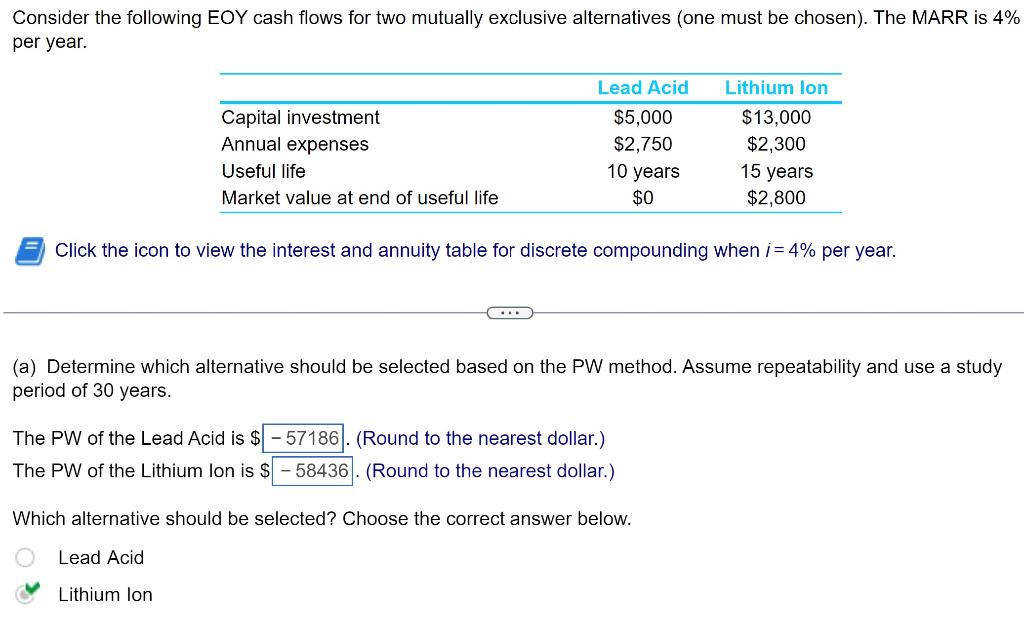 Consider the following EOY cash flows for two mutually exclusive alternatives (one must be chosen). The MARR is 4%
per year.
Lead Acid Lithium Ion
Capital investment $5,000 $13,000
Annual expenses $2,750 $2,300
Useful life 10 years 15 years
Market value at end of useful life $0 $2,800
Click the icon to view the interest and annuity table for discrete compounding when i = 4% per year.
(a) Determine which alternative should be selected based on the PW method. Assume repeatability and use a study
period of 30 years.
The PW of the Lead Acid is $ − 57186 . (Round to the nearest dollar.)
The PW of the Lithium Ion is $ − 58436 . (Round to the nearest dollar.)
Which alternative should be selected? Choose the correct answer below.
Lead Acid
Lithium Ion